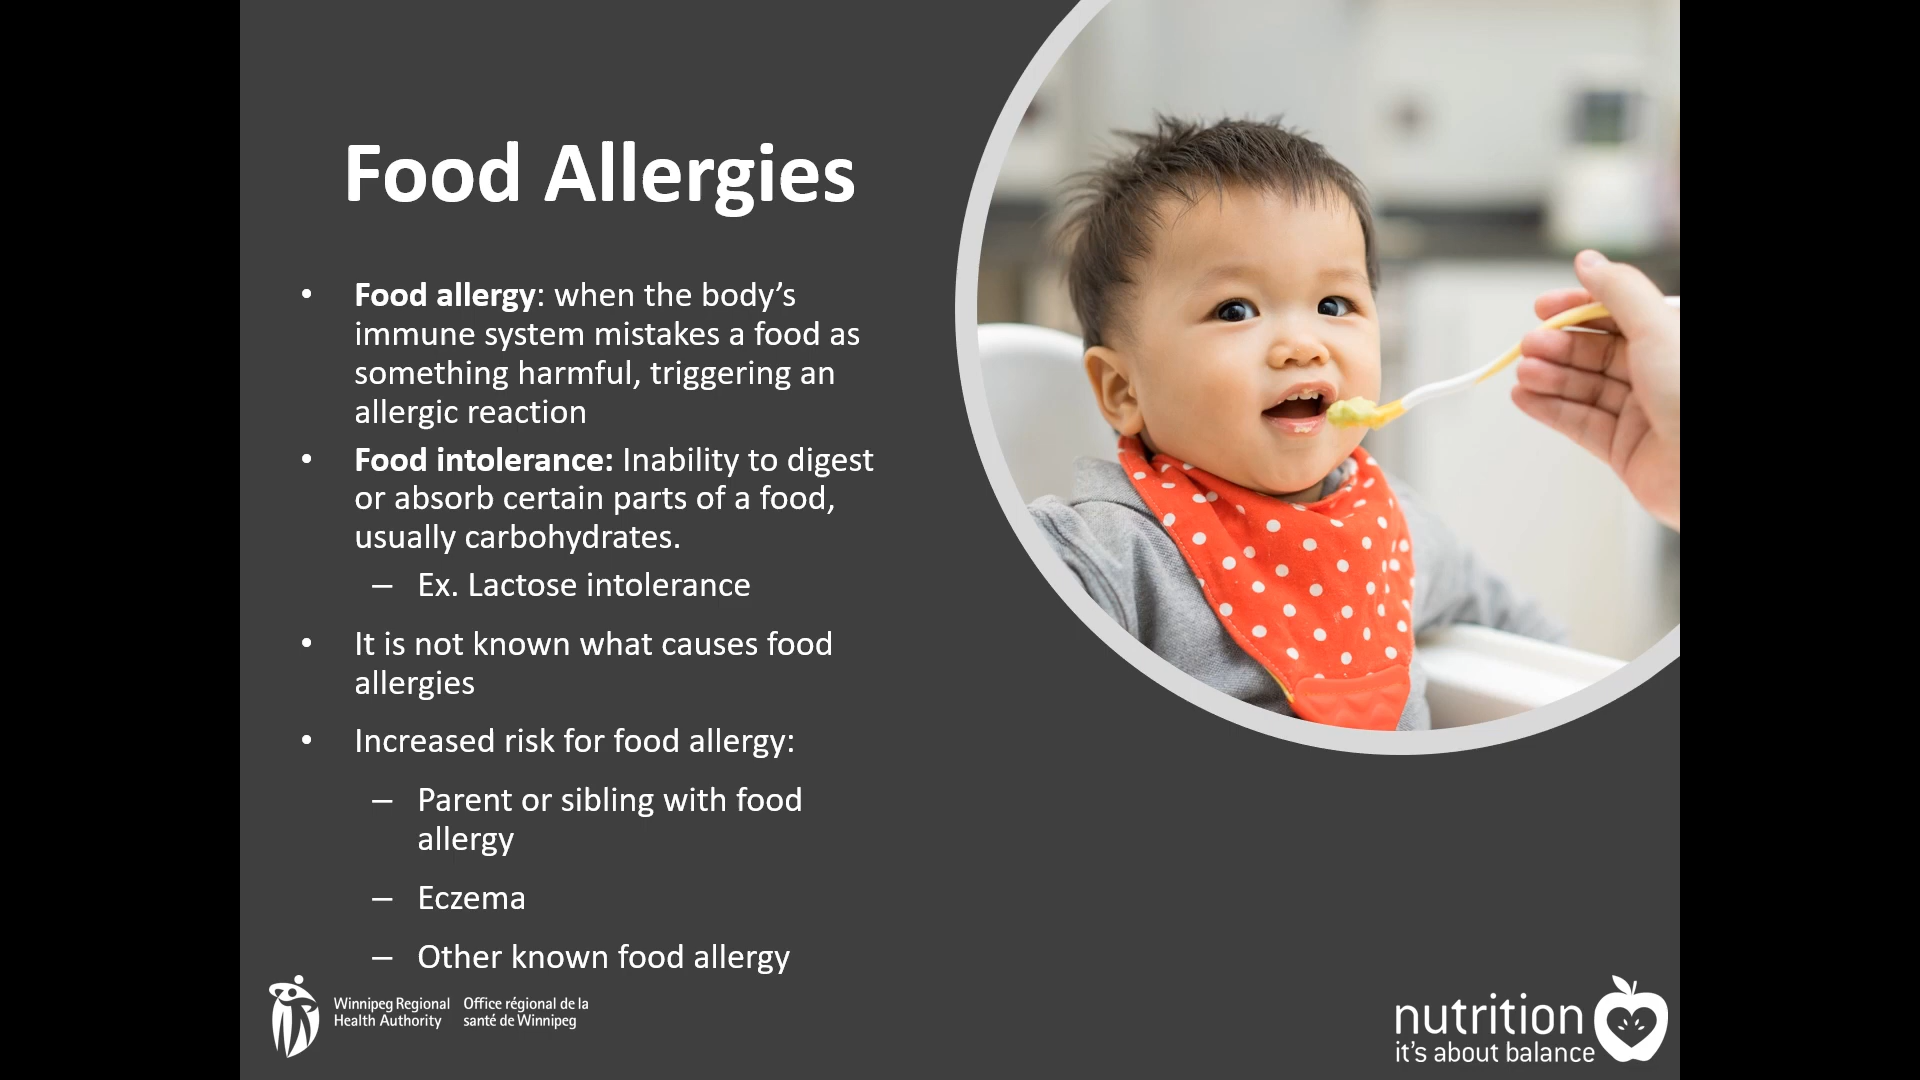 Food Allergies
• Food allergy: when the body’s
immune system mistakes a food as
something harmful, triggering an
allergic reaction
• Food intolerance: Inability to digest
or absorb certain parts of a food,
usually carbohydrates.
– Ex. Lactose intolerance
• It is not known what causes food
allergies
• Increased risk for food allergy:
– Parent or sibling with food
allergy
– Eczema
– Other known food allergy
Winnipeg Regional
Health Authority
Office régional de la
santé de Winnipeg
nutrition
it’s about balance